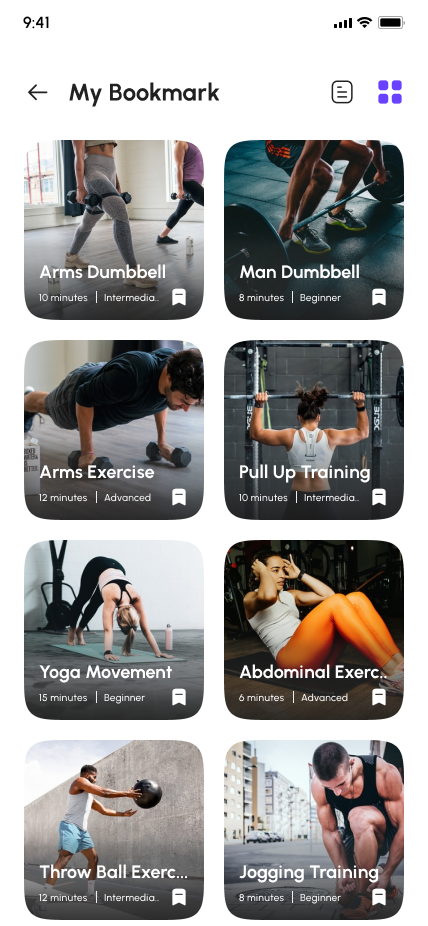 9:41
My Bookmark
Arms Dumbbell
10 minutes | Intermedia..
Man Dumbbell
8 minutes | Beginner
Arms Exercise
12 minutes | Advanced
Pull Up Training
10 minutes | Intermedia..
Yoga Movement
15 minutes | Beginner
Abdominal Exerc..
6 minutes | Advanced
Throw Ball Exerc...
12 minutes | Intermedia..
Jogging Training
8 minutes | Beginner